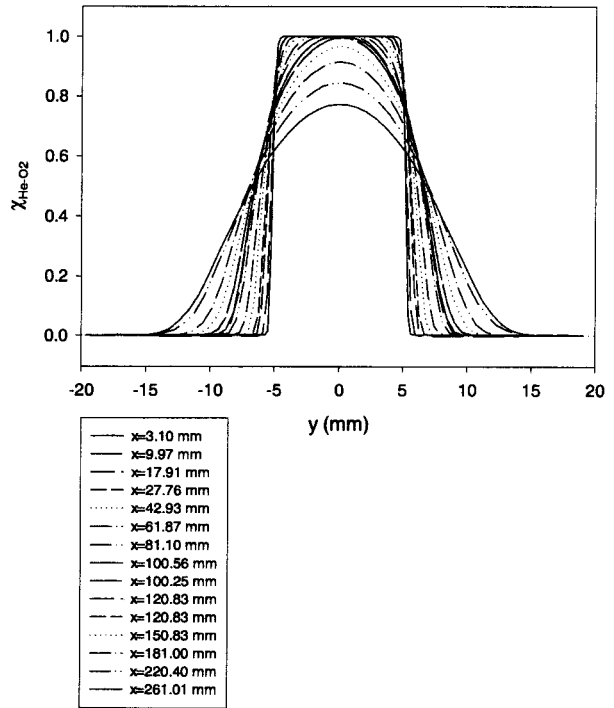 1.0
0.8
0.6
0.4
0.2
0.0
χHe-O2
-20 -15 -10 -5 0 5 10 15 20
y (mm)
x=3.10 mm
x=9.97 mm
x=17.91 mm
x=27.76 mm
x=42.93 mm
x=61.87 mm
x=81.10 mm
x=100.56 mm
x=100.25 mm
x=120.83 mm
x=120.83 mm
x=150.83 mm
x=181.00 mm
x=220.40 mm
x=261.01 mm